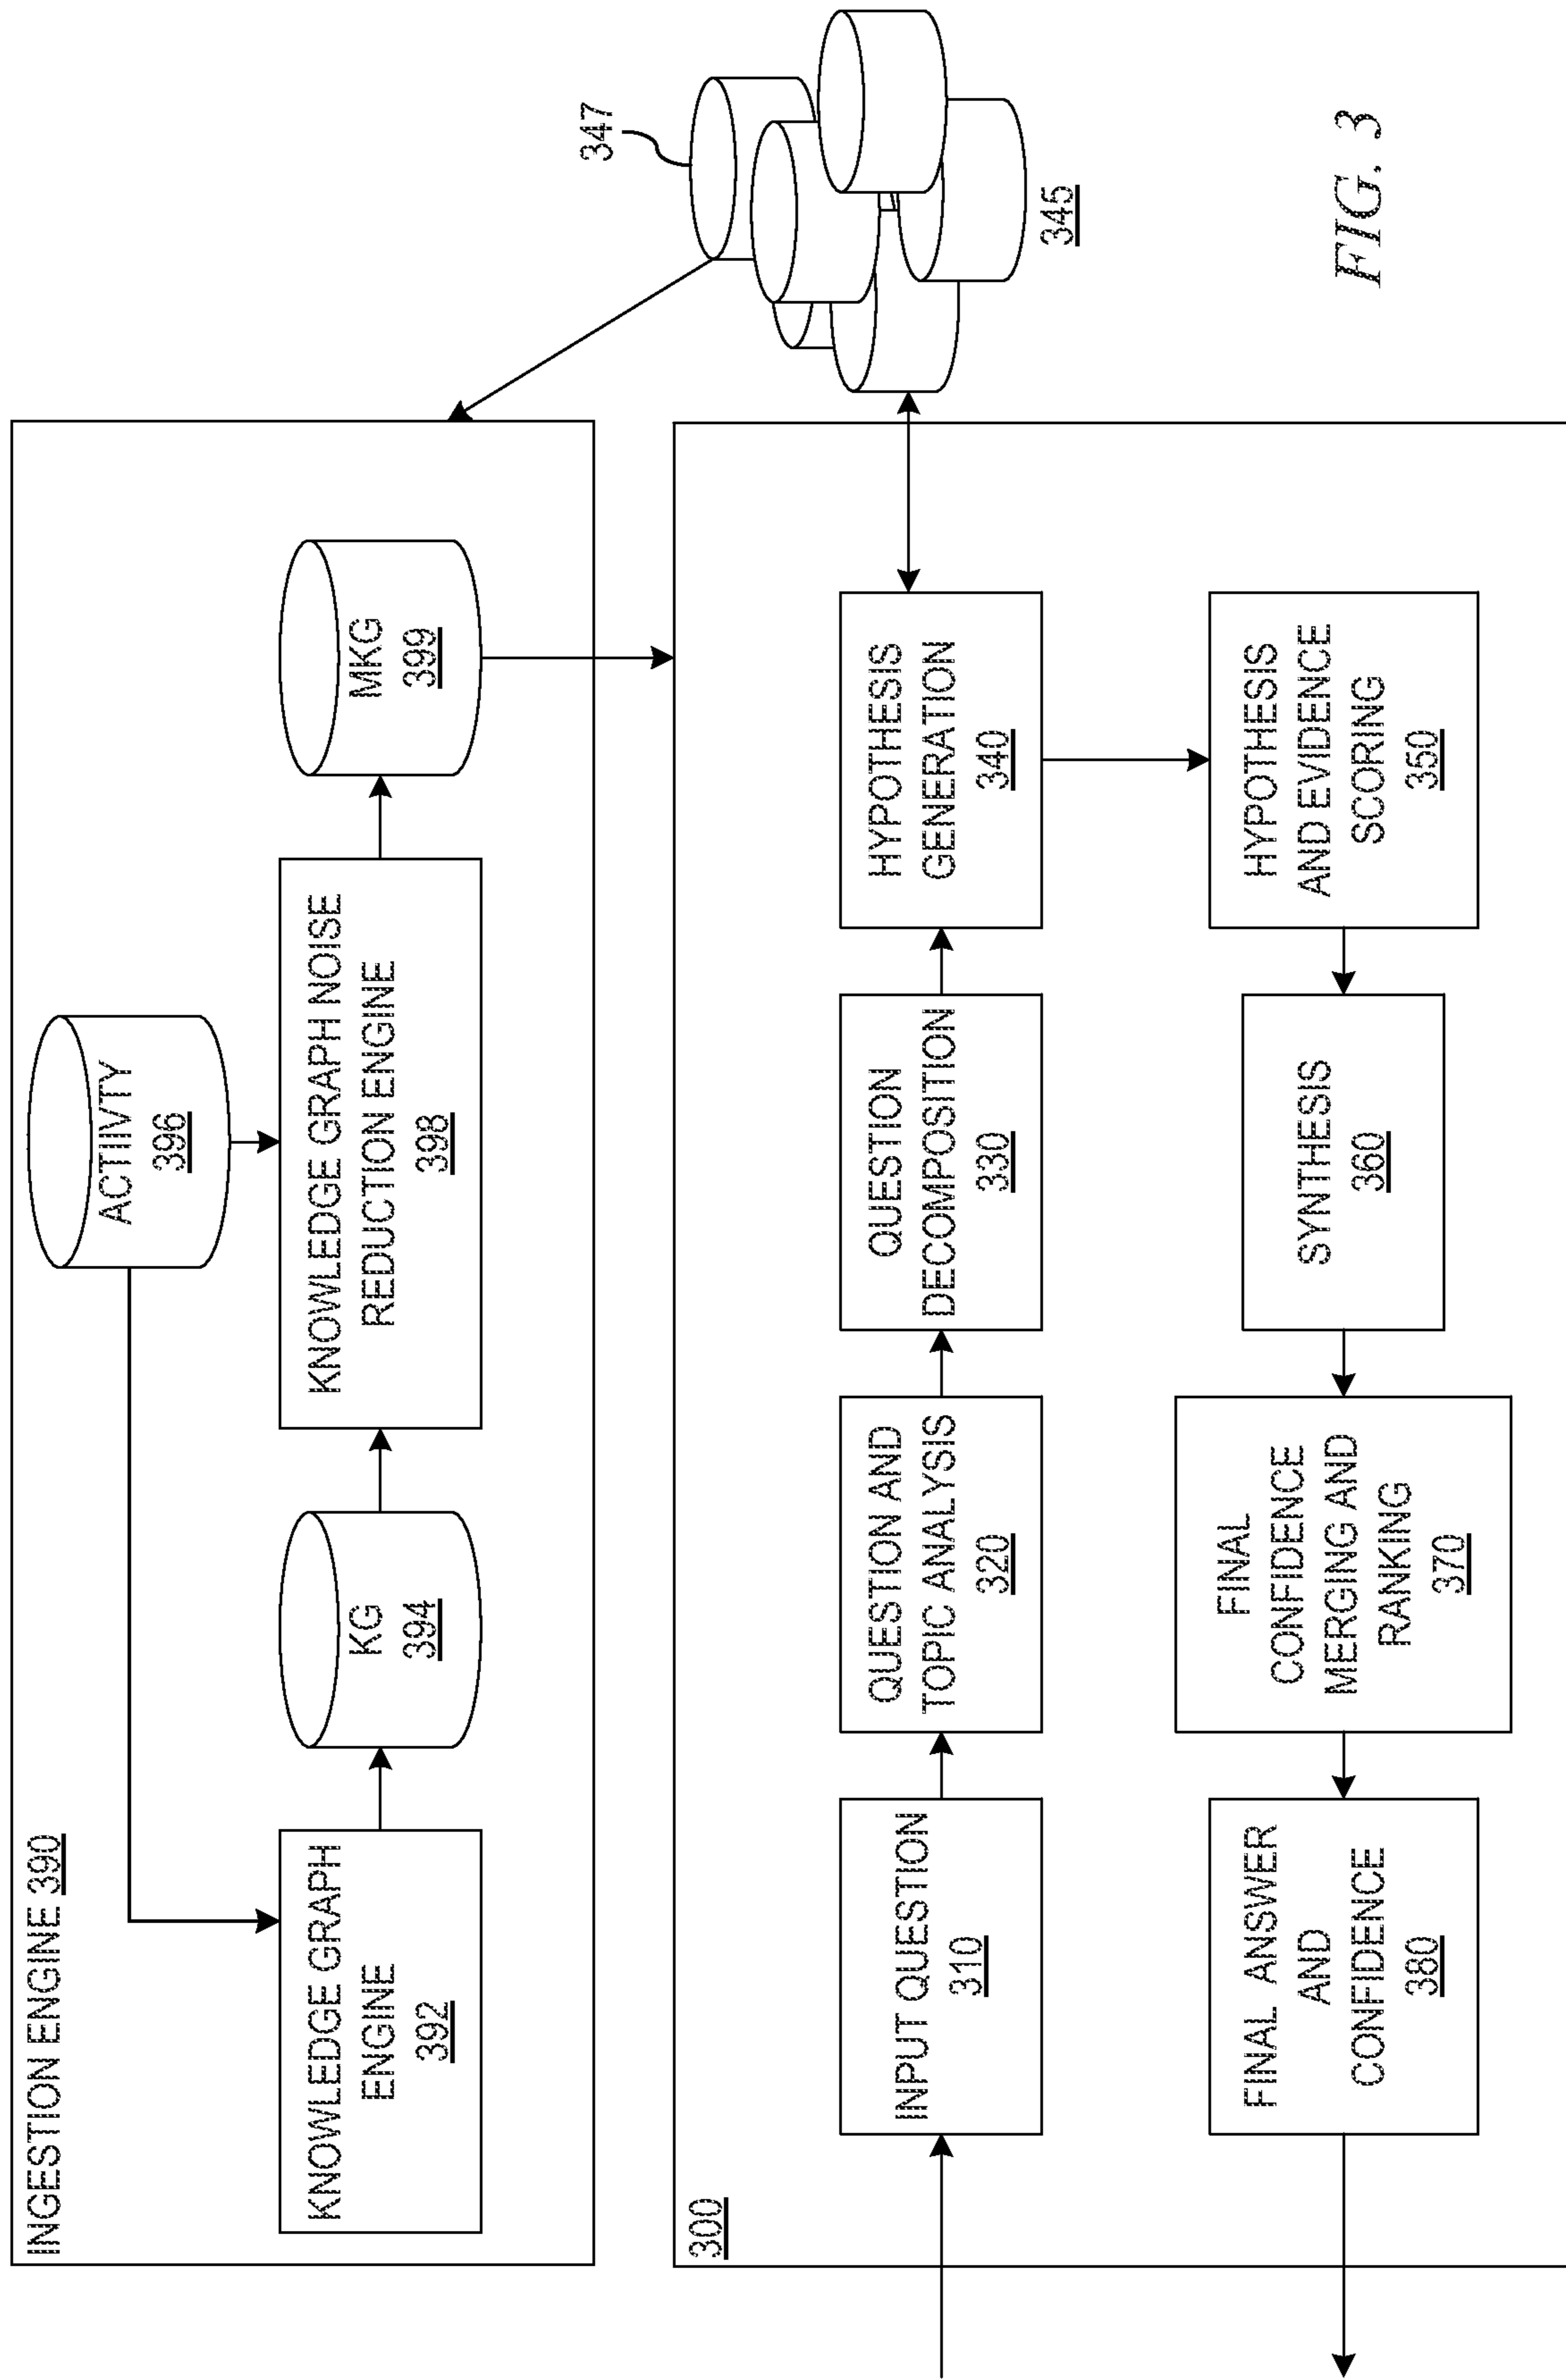 INGESTION ENGINE 390
ACTIIVTY
396
KNOWLEDGE GRAPH
ENGINE
392
KG
394
KNOWLEDGE GRAPH NOISE
REDUCTION ENGINE
398
MKG
399
347
345
300
INPUT QUESTION
310
QUESTION AND
TOPIC ANALYSIS
320
QUESTION
DECOMPOSITION
330
HYPOTHESIS
GENERATION
340
FINAL ANSWER
AND
CONFIDENCE
380
FINAL
CONFIDENCE
MERGING AND
RANKING
370
SYNTHESIS
360
HYPOTHESIS
AND EVIDENCE
SCORING
350
FIG. 3